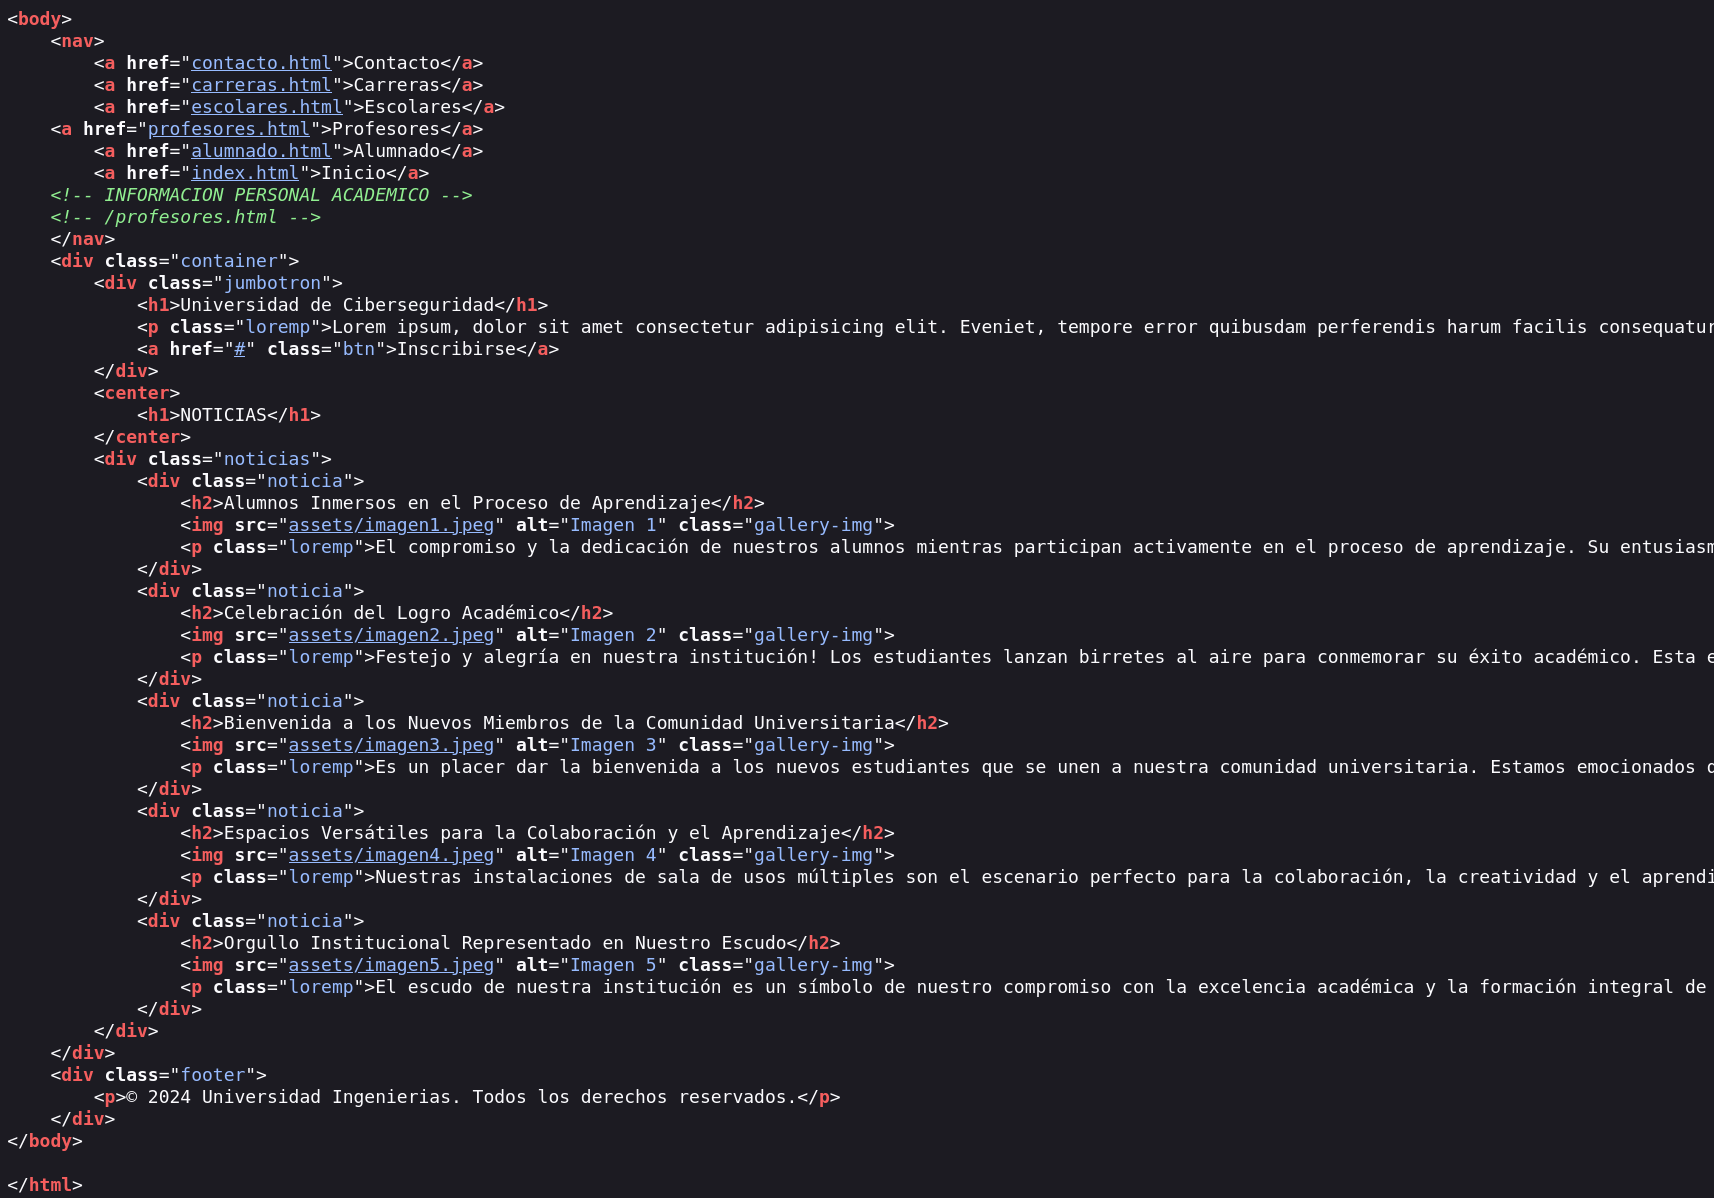 <body>
    <nav>
        <a href="contacto.html">Contacto</a>
        <a href="carreras.html">Carreras</a>
        <a href="escolares.html">Escolares</a>
    <a href="profesores.html">Profesores</a>
        <a href="alumnado.html">Alumnado</a>
        <a href="index.html">Inicio</a>
    <!-- INFORMACION PERSONAL ACADEMICO -->
    <!-- /profesores.html -->
    </nav>
    <div class="container">
        <div class="jumbotron">
            <h1>Universidad de Ciberseguridad</h1>
            <p class="loremp">Lorem ipsum, dolor sit amet consectetur adipisicing elit. Eveniet, tempore error quibusdam perferendis harum facilis consequatur
            <a href="#" class="btn">Inscribirse</a>
        </div>
        <center>
            <h1>NOTICIAS</h1>
        </center>
        <div class="noticias">
            <div class="noticia">
                <h2>Alumnos Inmersos en el Proceso de Aprendizaje</h2>
                <img src="assets/imagen1.jpeg" alt="Imagen 1" class="gallery-img">
                <p class="loremp">El compromiso y la dedicación de nuestros alumnos mientras participan activamente en el proceso de aprendizaje. Su entusiasm
            </div>
            <div class="noticia">
                <h2>Celebración del Logro Académico</h2>
                <img src="assets/imagen2.jpeg" alt="Imagen 2" class="gallery-img">
                <p class="loremp">Festejo y alegría en nuestra institución! Los estudiantes lanzan birretes al aire para conmemorar su éxito académico. Esta e
            </div>
            <div class="noticia">
                <h2>Bienvenida a los Nuevos Miembros de la Comunidad Universitaria</h2>
                <img src="assets/imagen3.jpeg" alt="Imagen 3" class="gallery-img">
                <p class="loremp">Es un placer dar la bienvenida a los nuevos estudiantes que se unen a nuestra comunidad universitaria. Estamos emocionados
            </div>
            <div class="noticia">
                <h2>Espacios Versátiles para la Colaboración y el Aprendizaje</h2>
                <img src="assets/imagen4.jpeg" alt="Imagen 4" class="gallery-img">
                <p class="loremp">Nuestras instalaciones de sala de usos múltiples son el escenario perfecto para la colaboración, la creatividad y el aprendi
            </div>
            <div class="noticia">
                <h2>Orgullo Institucional Representado en Nuestro Escudo</h2>
                <img src="assets/imagen5.jpeg" alt="Imagen 5" class="gallery-img">
                <p class="loremp">El escudo de nuestra institución es un símbolo de nuestro compromiso con la excelencia académica y la formación integral de
            </div>
        </div>
    </div>
    <div class="footer">
        <p>© 2024 Universidad Ingenierias. Todos los derechos reservados.</p>
    </div>
</body>
</html>